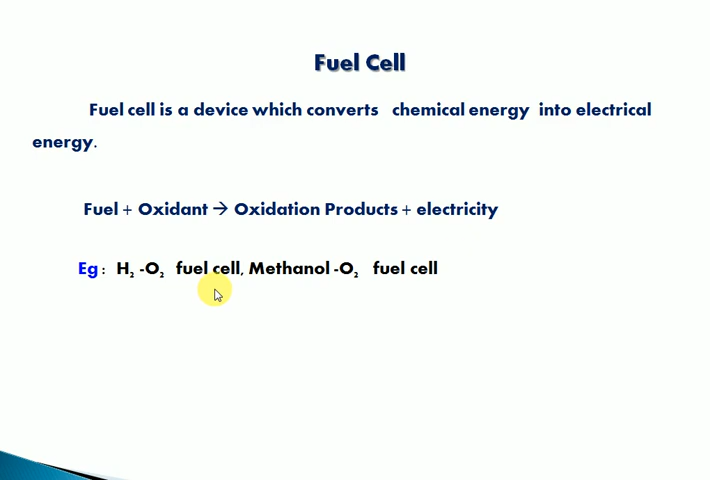 Fuel Cell
Fuel cell is a device which converts chemical energy into electrical
energy.
Fuel + Oxidant → Oxidation Products + electricity
Eg : H₂ -O₂ fuel cell, Methanol -O₂ fuel cell